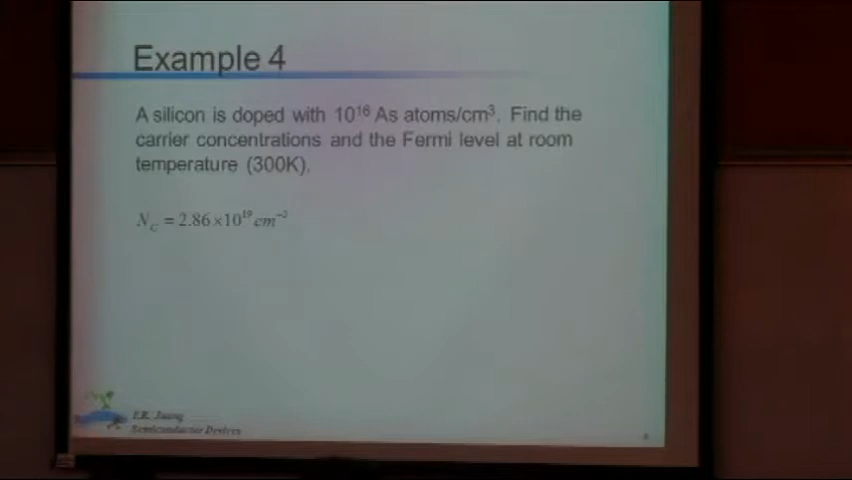 Example 4
A silicon is doped with 10¹⁶ As atoms/cm³. Find the
carrier concentrations and the Fermi level at room
temperature (300K).
N_C = 2.86×10¹⁹ cm⁻³
Semiconductor Devices